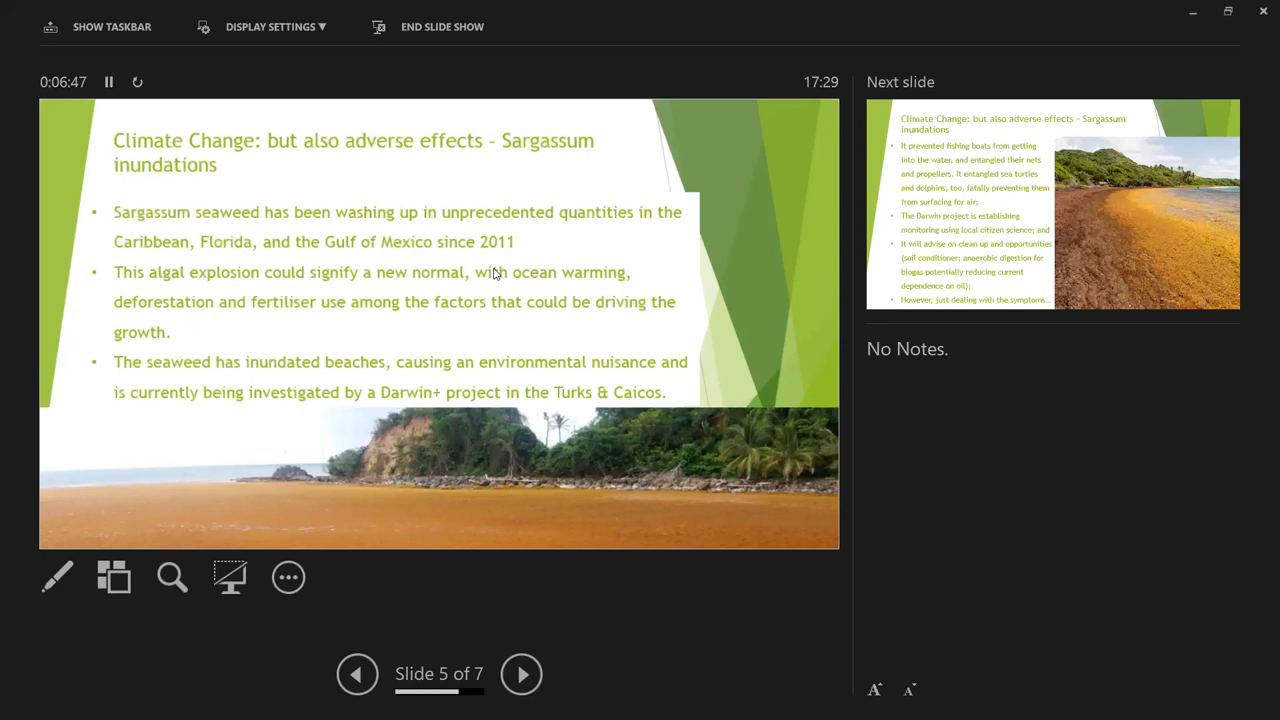 SHOW TASKBAR
DISPLAY SETTINGS ▼
END SLIDE SHOW
0:06:47
17:29
Climate Change: but also adverse effects - Sargassum
inundations
• Sargassum seaweed has been washing up in unprecedented quantities in the
Caribbean, Florida, and the Gulf of Mexico since 2011
• This algal explosion could signify a new normal, with ocean warming,
deforestation and fertiliser use among the factors that could be driving the
growth.
• The seaweed has inundated beaches, causing an environmental nuisance and
is currently being investigated by a Darwin+ project in the Turks & Caicos.
Slide 5 of 7
Next slide
Climate Change: but also adverse effects - Sargassum
inundations
• It prevented fishing boats from getting
into the water, and entangled their nets
and propellers. It entangled sea turtles
and dolphins, too, fatally preventing them
from surfacing for air;
• The Darwin project is establishing
monitoring using local citizen science; and
• It will advise on clean up and opportunities
(soil conditioner; anaerobic digestion for
biogas potentially reducing current
dependence on oil);
• However, just dealing with the symptoms...
No Notes.
A A